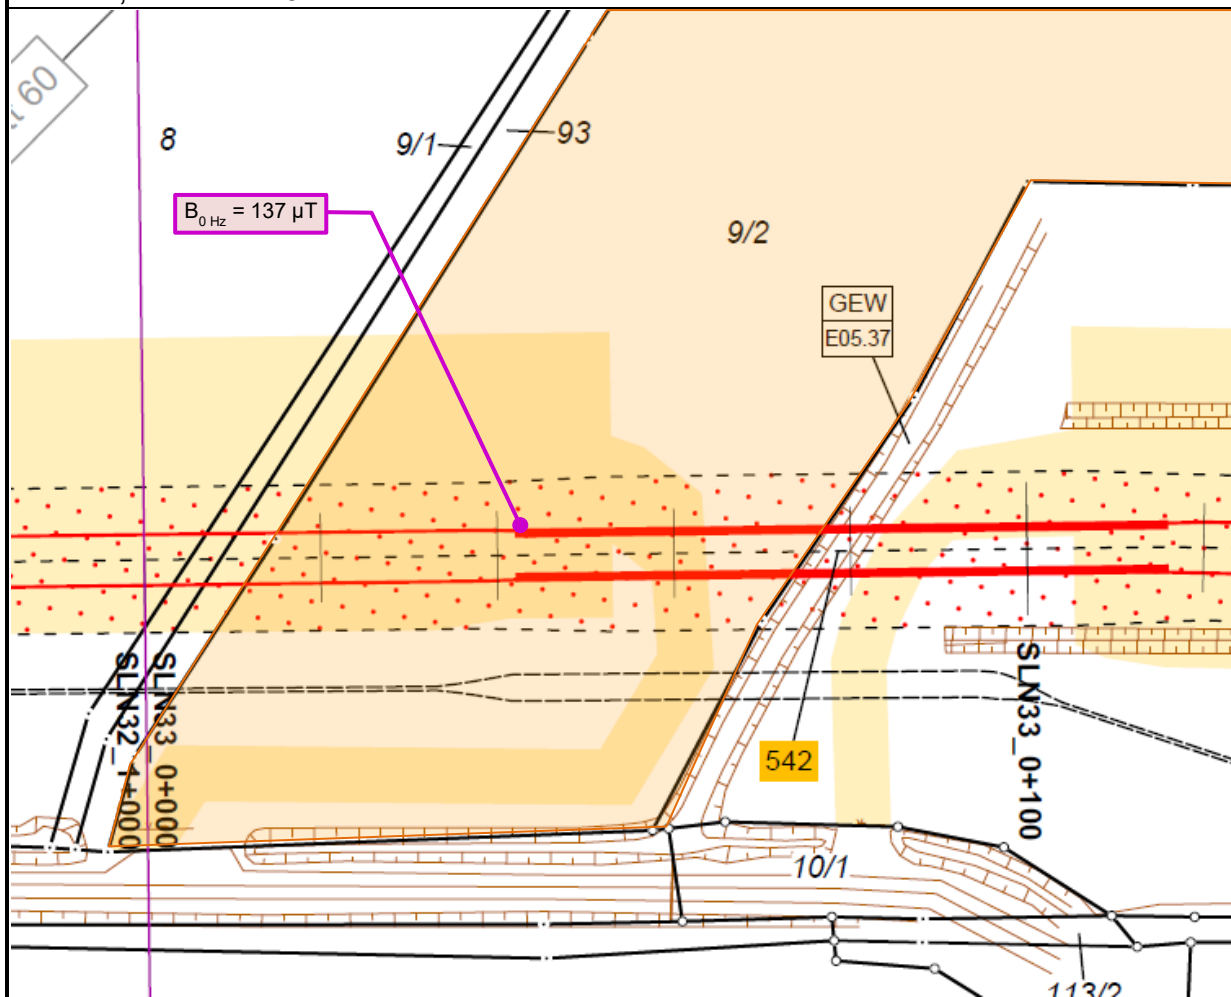 60
8
9/1
93
B0 Hz = 137 µT
9/2
GEW
E05.37
SLN32_1+000
SLN33_0+000
542
SLN33_0+100
10/1
113/2